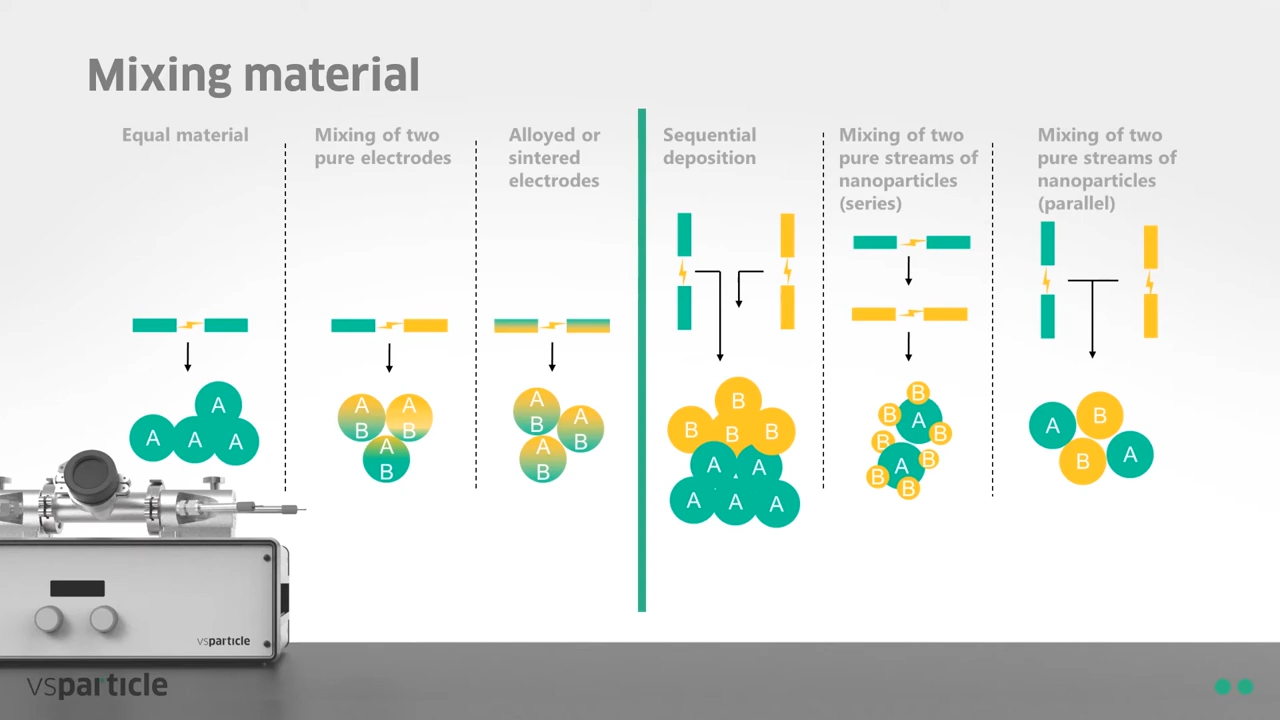 Mixing material
Equal material
Mixing of two
pure electrodes
Alloyed or
sintered
electrodes
Sequential
deposition
Mixing of two
pure streams of
nanoparticles
(series)
Mixing of two
pure streams of
nanoparticles
(parallel)
A
A
A
A
A
B
A
B
A
B
A
B
A
B
A
B
B
B
B
B
A
A
A
A
A
B
B
A
B
B
A
B
B
B
A
B
B
A
vsparticle
vsparticle